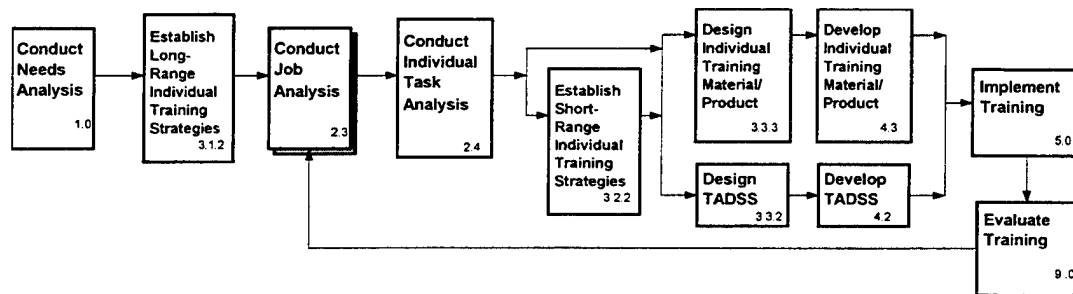 Conduct
Needs
Analysis
1.0
Establish
Long-
Range
Individual
Training
Strategies
3.1.2
Conduct
Job
Analysis
2.3
Conduct
Individual
Task
Analysis
2.4
Establish
Short-
Range
Individual
Training
Strategies
3.2.2
Design
Individual
Training
Material/
Product
3.3.3
Develop
Individual
Training
Material/
Product
4.3
Design
TADSS
3.3.2
Develop
TADSS
4.2
Implement
Training
5.0
Evaluate
Training
9.0